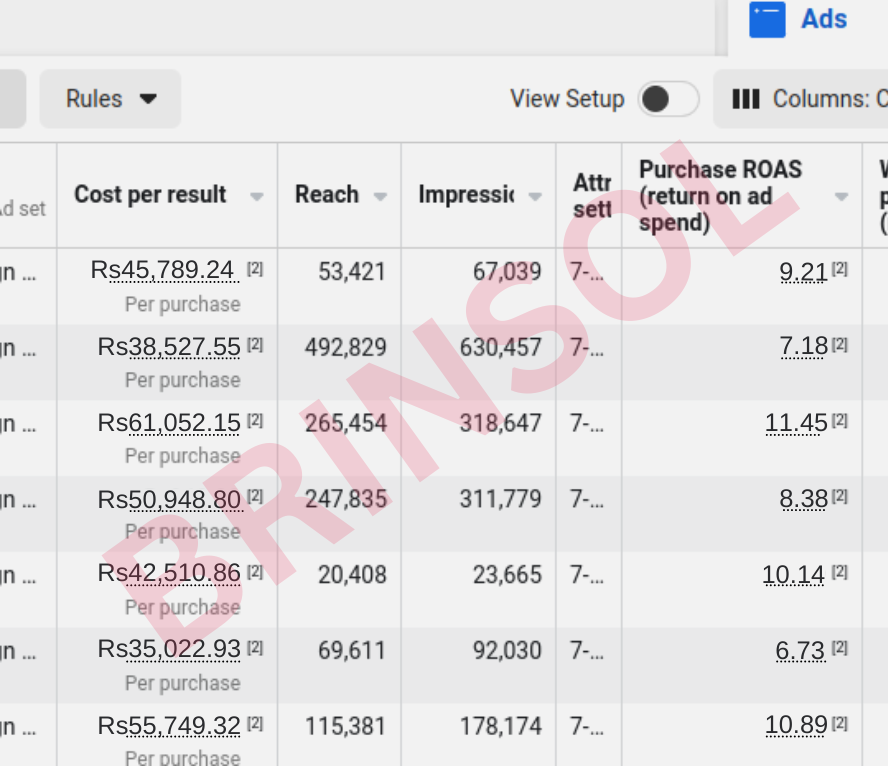 Ads
Rules View Setup Columns: C
Ad set Cost per result Reach Impressic Attr sett Purchase ROAS (return on ad spend) W p (
gn ... Rs45,789.24 [2] 53,421 67,039 7-... 9.21 [2]
Per purchase
gn ... Rs38,527.55 [2] 492,829 630,457 7-... 7.18 [2]
Per purchase
gn ... Rs61,052.15 [2] 265,454 318,647 7-... 11.45 [2]
Per purchase
gn ... Rs50,948.80 [2] 247,835 311,779 7-... 8.38 [2]
Per purchase
gn ... Rs42,510.86 [2] 20,408 23,665 7-... 10.14 [2]
Per purchase
gn ... Rs35,022.93 [2] 69,611 92,030 7-... 6.73 [2]
Per purchase
gn ... Rs55,749.32 [2] 115,381 178,174 7-... 10.89 [2]
Per purchase
BRINSOL